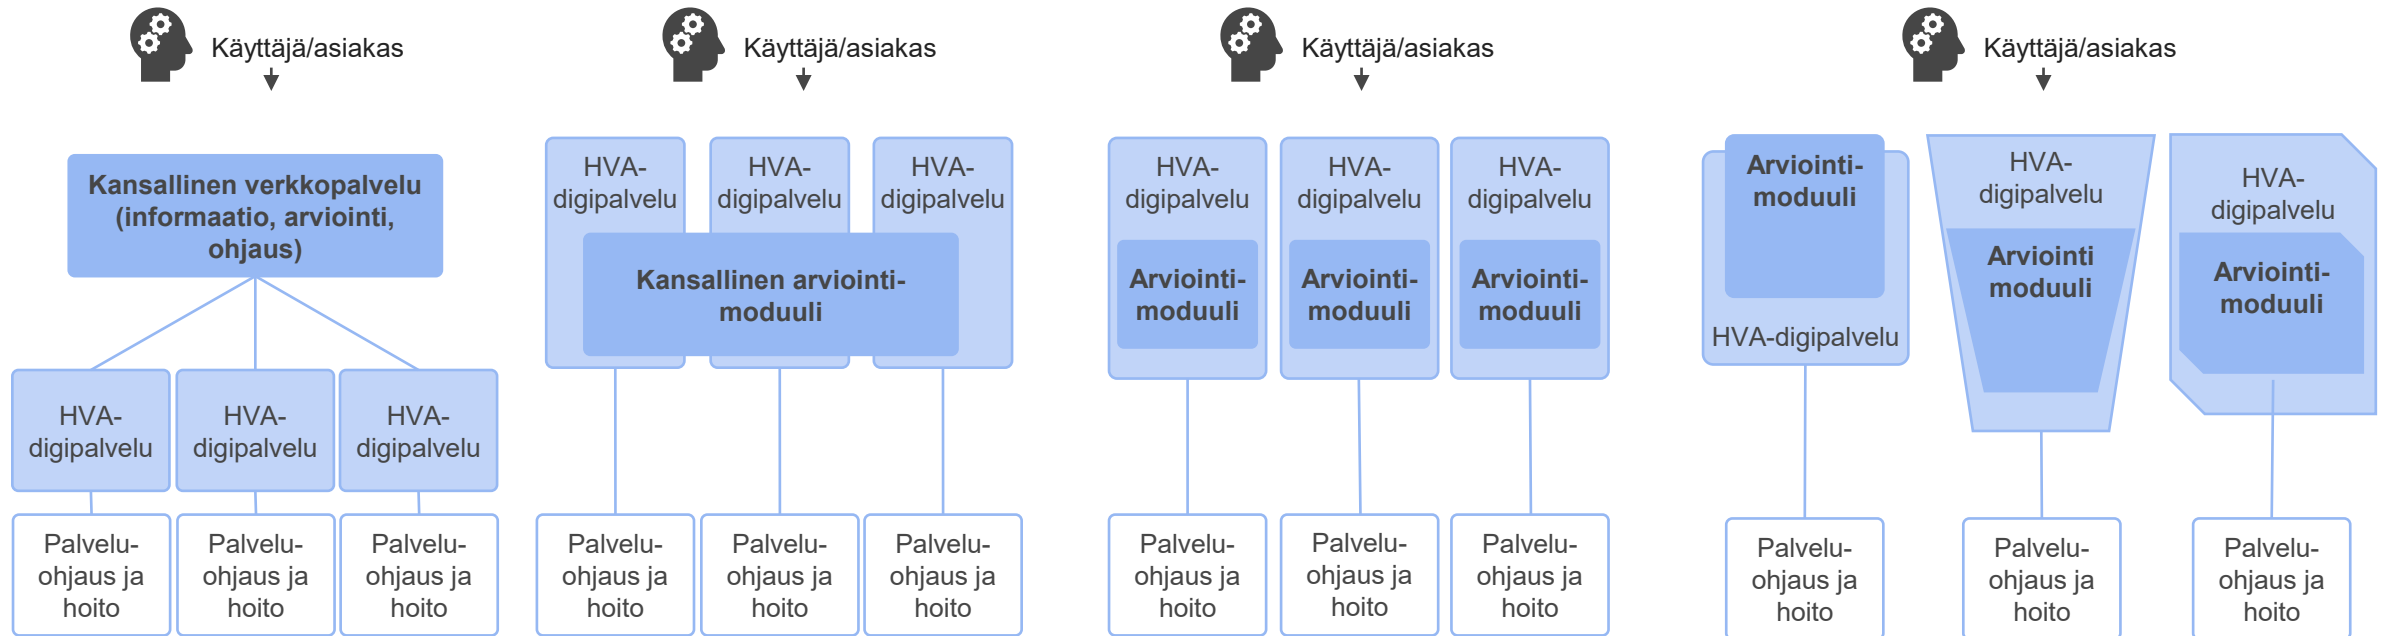 Käyttäjä/asiakas
Kansallinen verkkopalvelu
(informaatio, arviointi,
ohjaus)
HVA-
digipalvelu
HVA-
digipalvelu
HVA-
digipalvelu
Palvelu-
ohjaus ja
hoito
Palvelu-
ohjaus ja
hoito
Palvelu-
ohjaus ja
hoito
Käyttäjä/asiakas
HVA-
digipalvelu
HVA-
digipalvelu
HVA-
digipalvelu
Kansallinen arviointi-
moduuli
Palvelu-
ohjaus ja
hoito
Palvelu-
ohjaus ja
hoito
Palvelu-
ohjaus ja
hoito
Käyttäjä/asiakas
HVA-
digipalvelu
Arviointi-
moduuli
HVA-
digipalvelu
Arviointi-
moduuli
HVA-
digipalvelu
Arviointi-
moduuli
Palvelu-
ohjaus ja
hoito
Palvelu-
ohjaus ja
hoito
Palvelu-
ohjaus ja
hoito
Käyttäjä/asiakas
Arviointi-
moduuli
HVA-digipalvelu
HVA-
digipalvelu
Arviointi
moduuli
HVA-
digipalvelu
Arviointi-
moduuli
Palvelu-
ohjaus ja
hoito
Palvelu-
ohjaus ja
hoito
Palvelu-
ohjaus ja
hoito